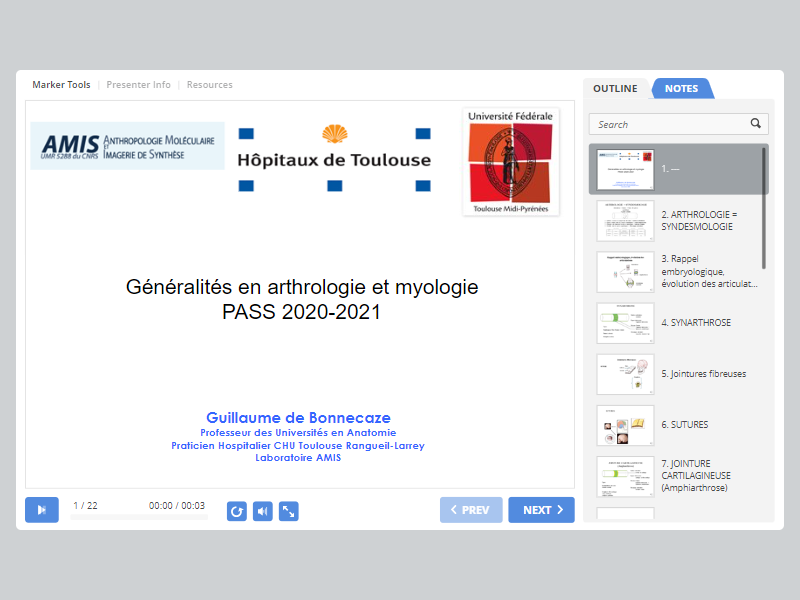 Marker Tools
Presenter Info
Resources
AMIS ANTHROPOLOGIE MOLÉCULAIRE
ET
UMR 5288 du CNRS IMAGERIE DE SYNTHÈSE
Hôpitaux de Toulouse
Université Fédérale
Toulouse Midi-Pyrénées
Généralités en arthrologie et myologie
PASS 2020-2021
Guillaume de Bonnecaze
Professeur des Universités en Anatomie
Praticien Hospitalier CHU Toulouse Rangueil-Larrey
Laboratoire AMIS
1 / 22
00:00 / 00:03
PREV
NEXT
OUTLINE
NOTES
Search
1. —
2. ARTHROLOGIE =
SYNDESMOLOGIE
3. Rappel
embryologique,
évolution des articulat...
4. SYNARTHROSE
5. Jointures fibreuses
6. SUTURES
7. JOINTURE
CARTILAGINEUSE
(Amphiarthrose)